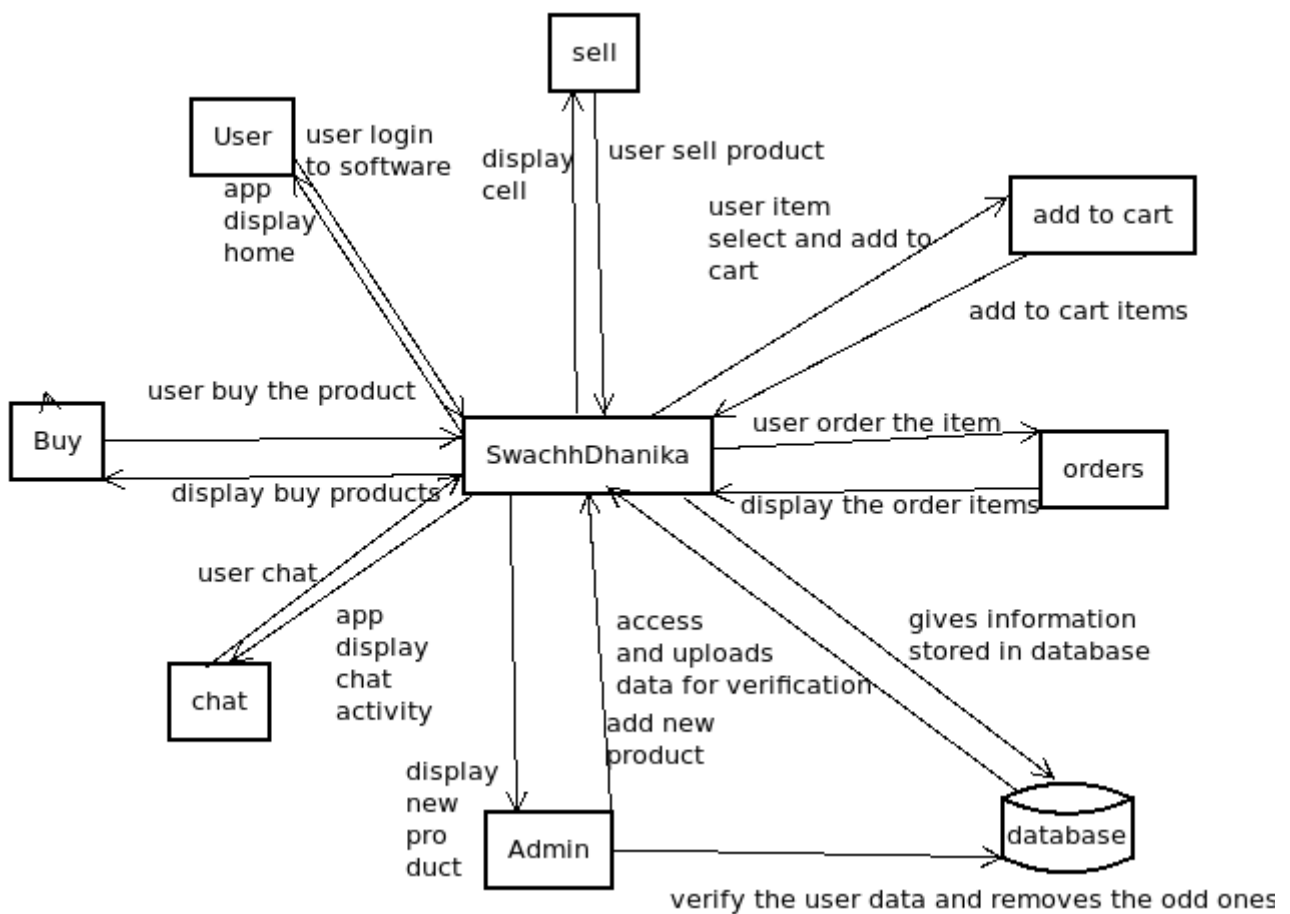 sell
User
user login
to software
app
display
home
display
cell
user sell product
user item
select and add to
cart
add to cart
add to cart items
user buy the product
Buy
display buy products
SwachhDhanika
user order the item
orders
display the order items
user chat
app
display
chat
activity
chat
access
and uploads
data for verification
gives information
stored in database
add new
product
display
new
pro
duct
Admin
database
verify the user data and removes the odd ones